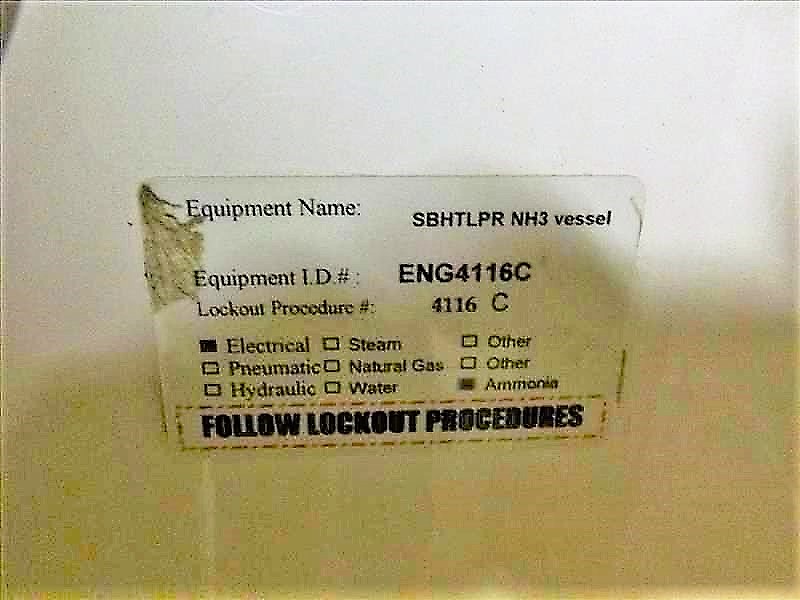 Equipment Name: SBHTLPR NH3 vessel
Equipment I.D.# : ENG4116C
Lockout Procedure #: 4116 C
■ Electrical □ Steam □ Other
□ Pneumatic □ Natural Gas □ Other
□ Hydraulic □ Water ■ Ammonia
FOLLOW LOCKOUT PROCEDURES